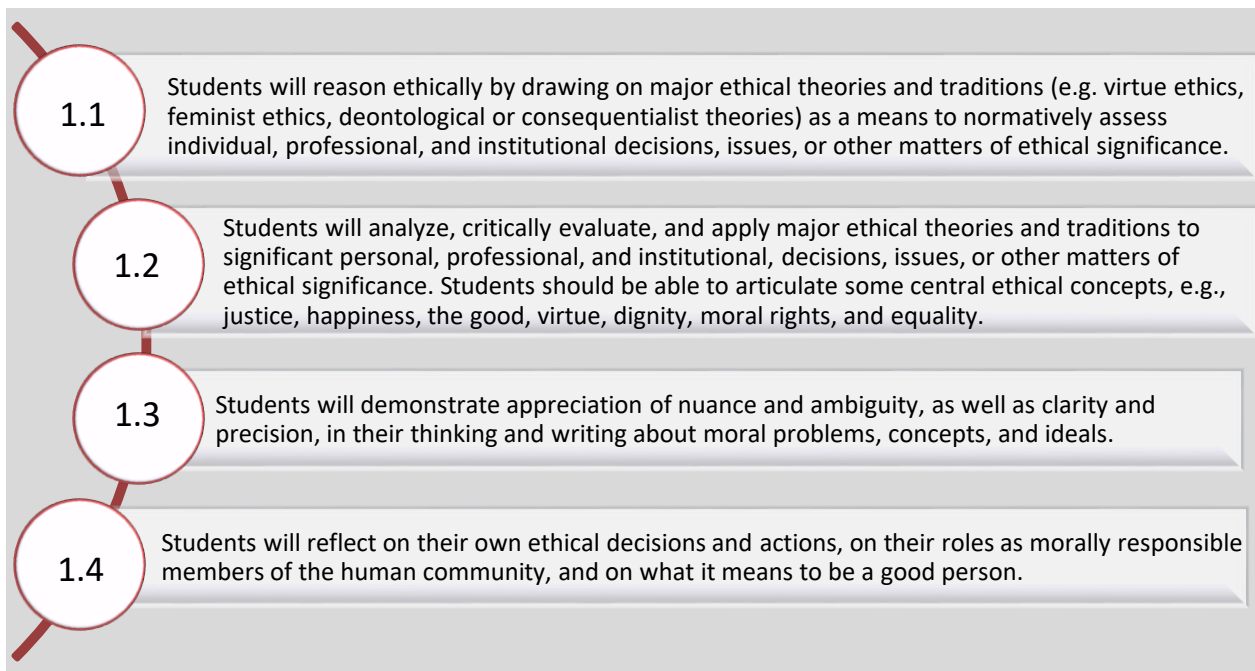 1.1
Students will reason ethically by drawing on major ethical theories and traditions (e.g. virtue ethics,
feminist ethics, deontological or consequentialist theories) as a means to normatively assess
individual, professional, and institutional decisions, issues, or other matters of ethical significance.
1.2
Students will analyze, critically evaluate, and apply major ethical theories and traditions to
significant personal, professional, and institutional, decisions, issues, or other matters of
ethical significance. Students should be able to articulate some central ethical concepts, e.g.,
justice, happiness, the good, virtue, dignity, moral rights, and equality.
1.3
Students will demonstrate appreciation of nuance and ambiguity, as well as clarity and
precision, in their thinking and writing about moral problems, concepts, and ideals.
1.4
Students will reflect on their own ethical decisions and actions, on their roles as morally responsible
members of the human community, and on what it means to be a good person.